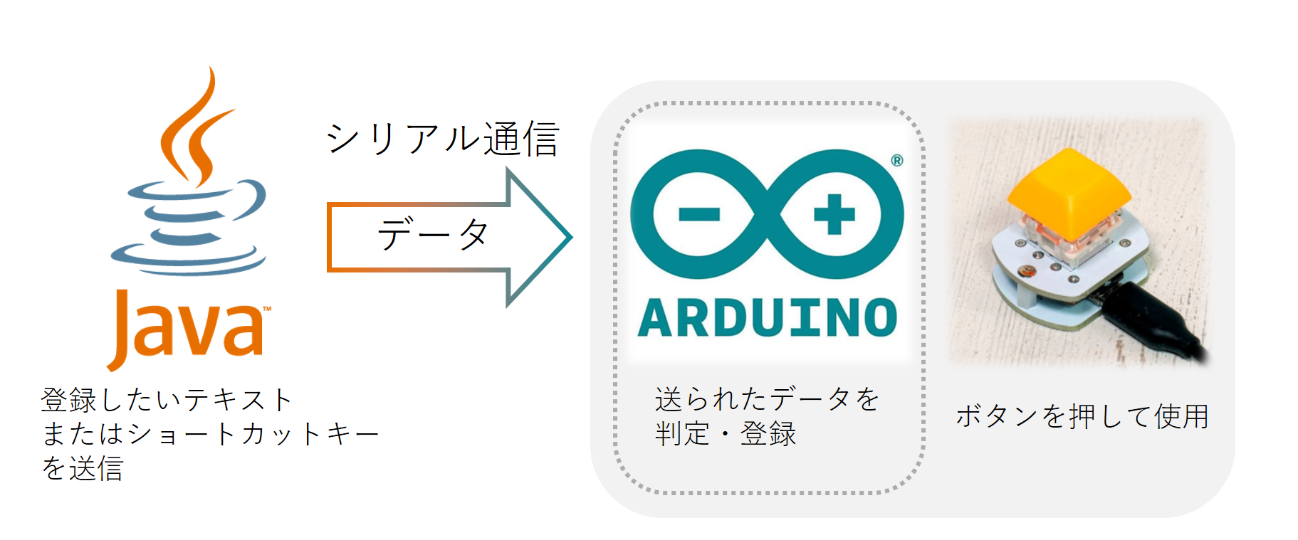 シリアル通信
データ
Java™
登録したいテキスト
またはショートカットキー
を送信
®
ARDUINO
送られたデータを
判定・登録
ボタンを押して使用